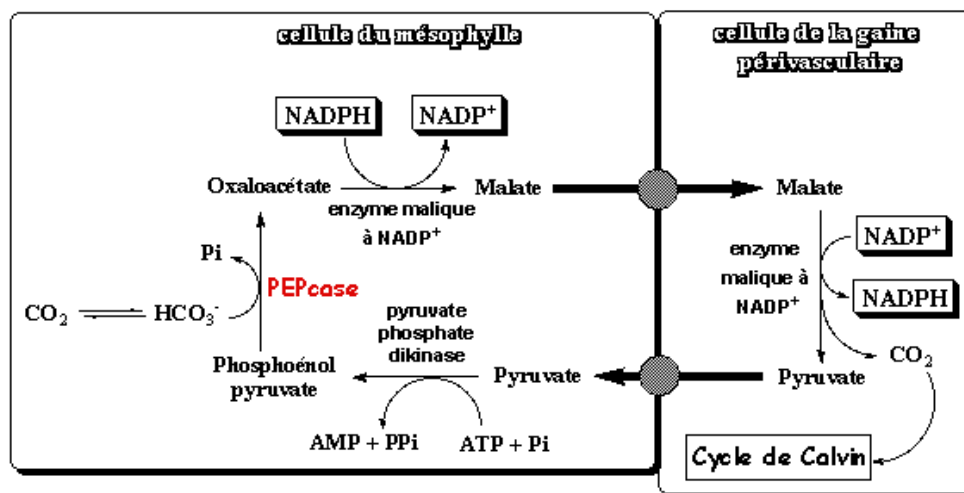 cellule du mésophylle
cellule de la gaine
périvasculaire
NADPH
NADP⁺
Oxaloacétate
Malate
Malate
enzyme malique
à NADP⁺
Pi
PEPcase
CO₂
HCO₃⁻
pyruvate
phosphate
dikinase
Phosphoénol
pyruvate
Pyruvate
AMP + PPi
ATP + Pi
enzyme
malique à
NADP⁺
NADP⁺
NADPH
CO₂
Pyruvate
Cycle de Calvin